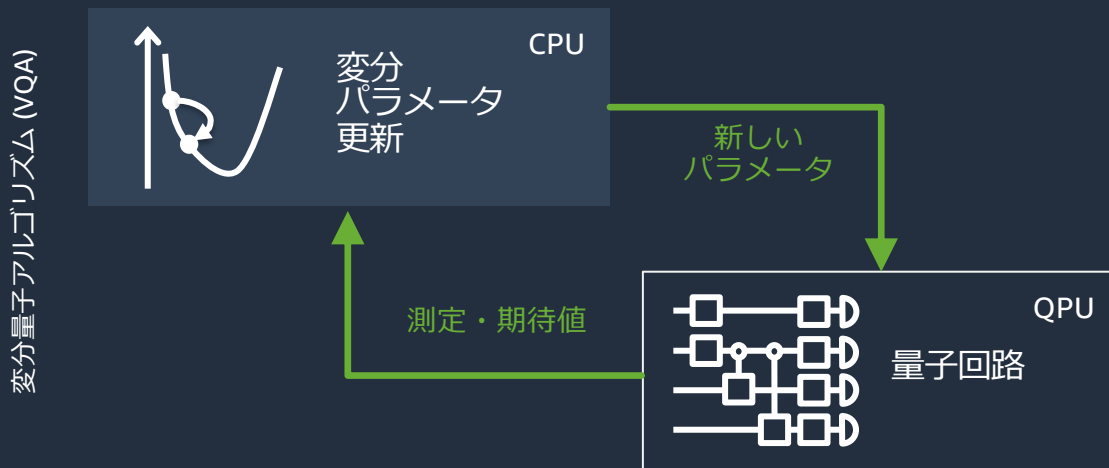 変分量子アルゴリズム (VQA)
CPU
変分
パラメータ
更新
新しい
パラメータ
測定・期待値
QPU
量子回路